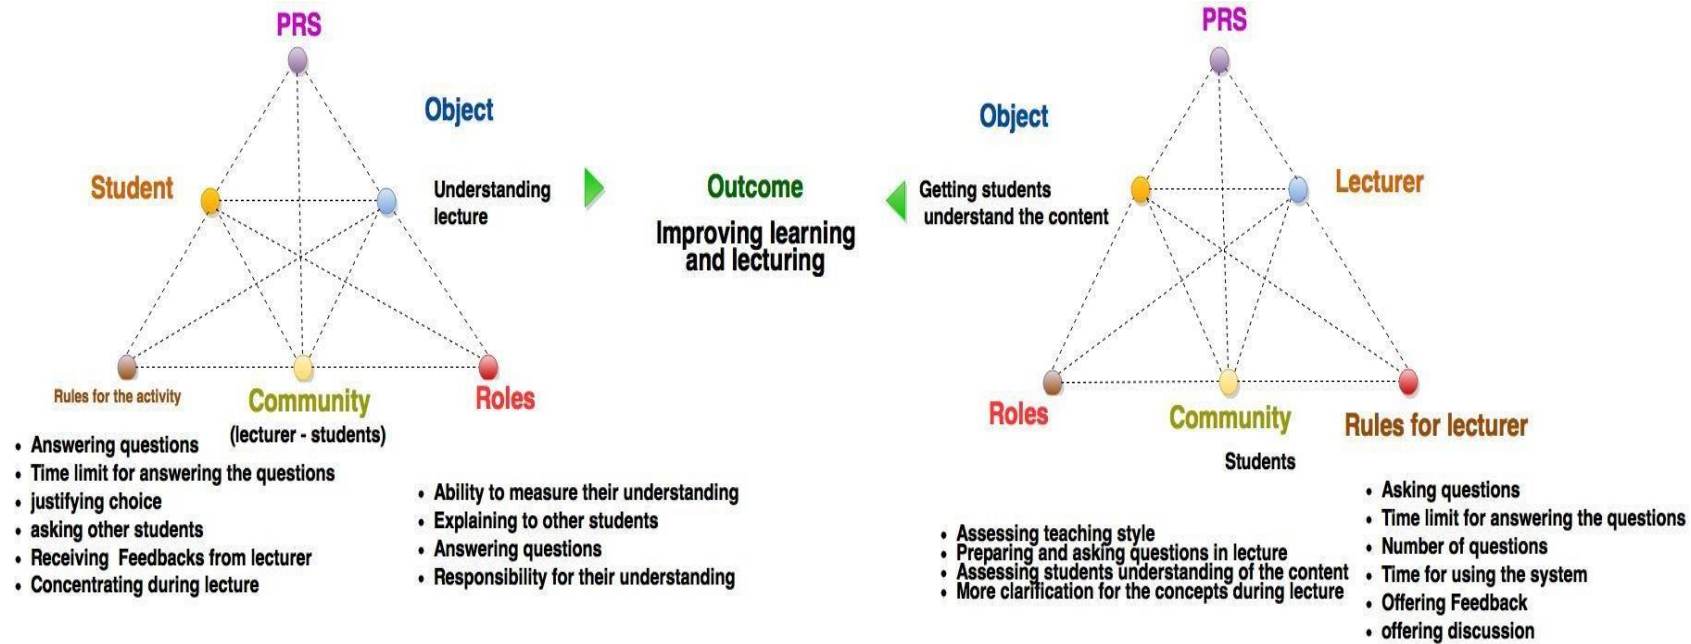 PRS
Object
Student
Understanding
lecture
Rules for the activity
Community
(lecturer - students)
Roles
• Answering questions
• Time limit for answering the questions
• justifying choice
• asking other students
• Receiving Feedbacks from lecturer
• Concentrating during lecture
• Ability to measure their understanding
• Explaining to other students
• Answering questions
• Responsibility for their understanding
Outcome
Improving learning
and lecturing
PRS
Object
Getting students
understand the content
Lecturer
Roles
Community
Students
Rules for lecturer
• Assessing teaching style
• Preparing and asking questions in lecture
• Assessing students understanding of the content
• More clarification for the concepts during lecture
• Asking questions
• Time limit for answering the questions
• Number of questions
• Time for using the system
• Offering Feedback
• offering discussion